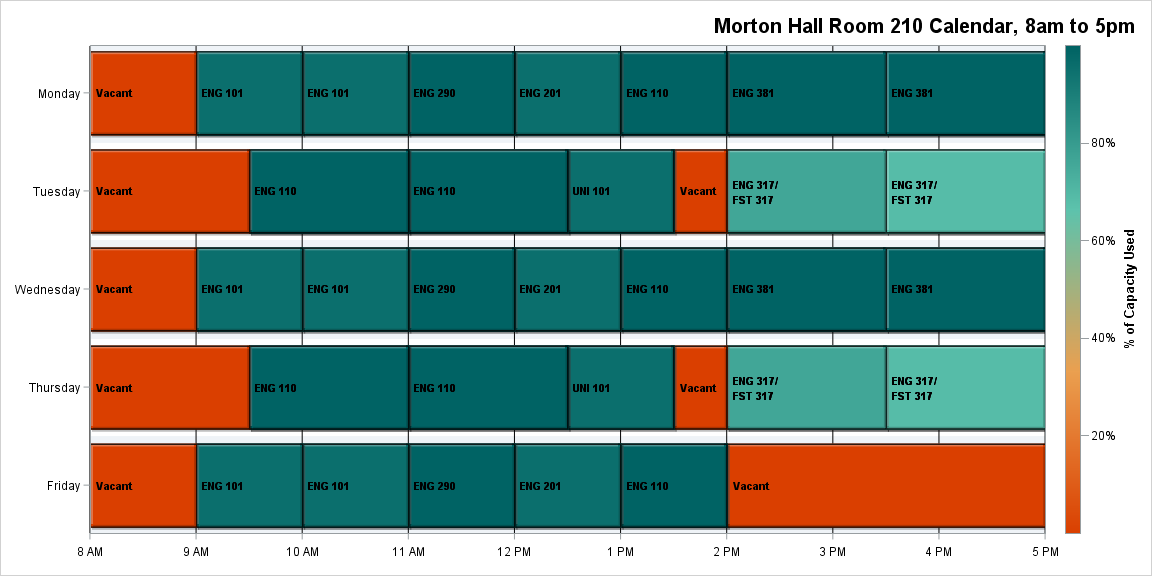 Morton Hall Room 210 Calendar, 8am to 5pm
Monday
Vacant
ENG 101
ENG 101
ENG 290
ENG 201
ENG 110
ENG 381
ENG 381
Tuesday
Vacant
ENG 110
ENG 110
UNI 101
Vacant
ENG 317/
FST 317
ENG 317/
FST 317
Wednesday
Vacant
ENG 101
ENG 101
ENG 290
ENG 201
ENG 110
ENG 381
ENG 381
Thursday
Vacant
ENG 110
ENG 110
UNI 101
Vacant
ENG 317/
FST 317
ENG 317/
FST 317
Friday
Vacant
ENG 101
ENG 101
ENG 290
ENG 201
ENG 110
Vacant
8 AM
9 AM
10 AM
11 AM
12 PM
1 PM
2 PM
3 PM
4 PM
5 PM
80%
60%
40%
20%
% of Capacity Used